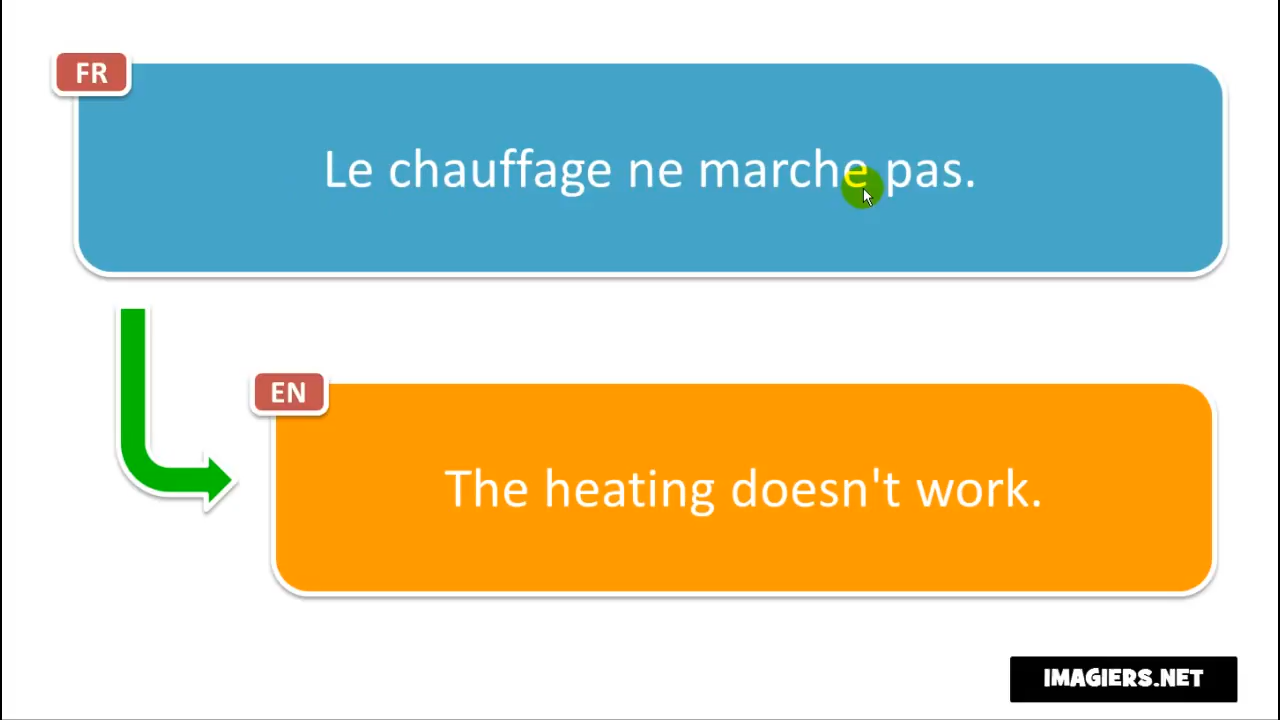 FR
Le chauffage ne marche pas.
EN
The heating doesn't work.
IMAGIERS.NET